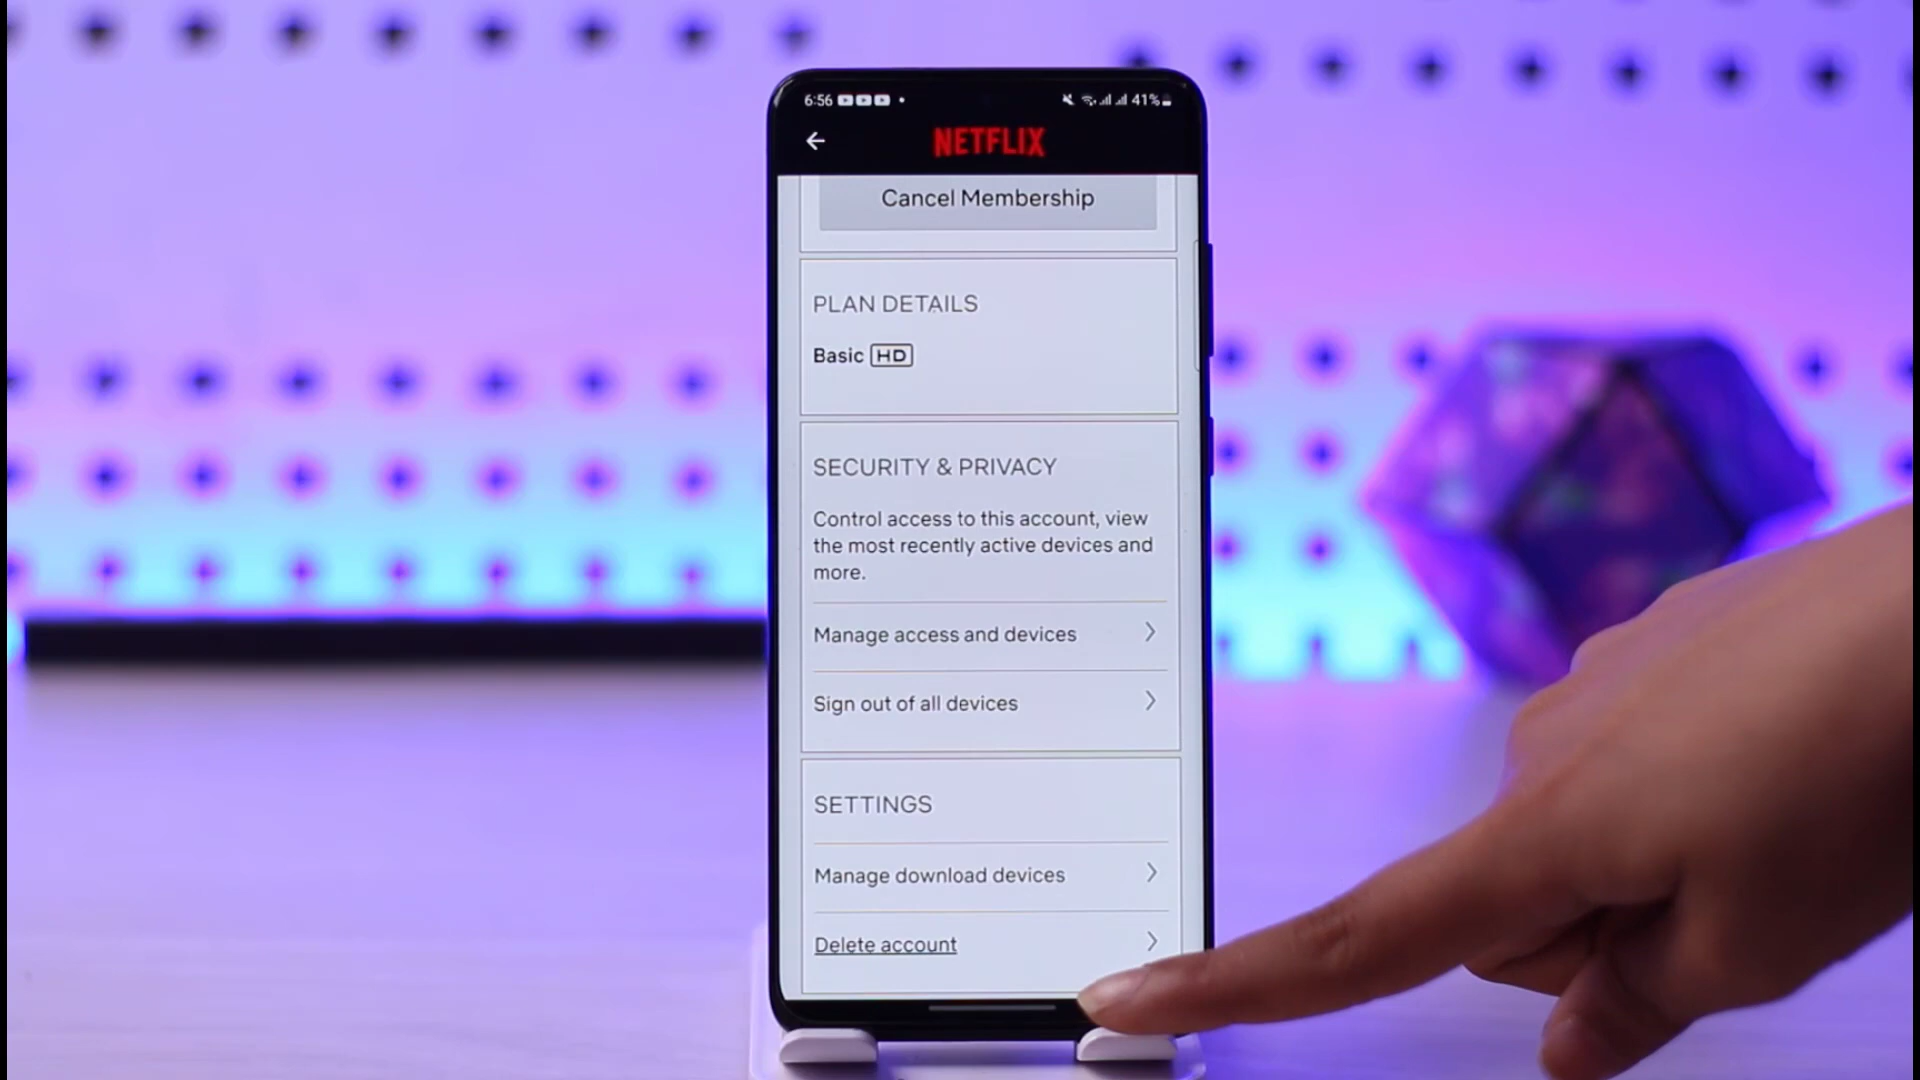 6:56 41%
NETFLIX
Cancel Membership
PLAN DETAILS
Basic HD
SECURITY & PRIVACY
Control access to this account, view
the most recently active devices and
more.
Manage access and devices
Sign out of all devices
SETTINGS
Manage download devices
Delete account